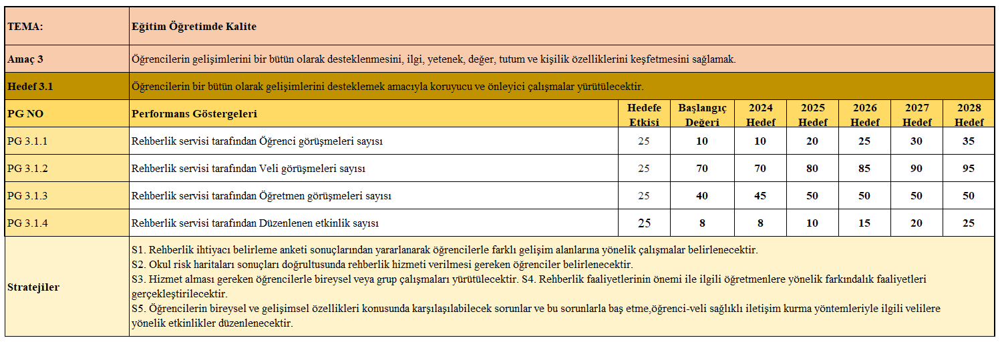 TEMA: Eğitim Öğretimde Kalite
Amaç 3 Öğrencilerin gelişimlerini bir bütün olarak desteklenmesini, ilgi, yetenek, değer, tutum ve kişilik özelliklerini keşfetmesini sağlamak.
Hedef 3.1 Öğrencilerin bir bütün olarak gelişimlerini desteklemek amacıyla koruyucu ve önleyici çalışmalar yürütülecektir.
PG NO Performans Göstergeleri Hedefe Etkisi Başlangıç Değeri 2024 Hedef 2025 Hedef 2026 Hedef 2027 Hedef 2028 Hedef
PG 3.1.1 Rehberlik servisi tarafından Öğrenci görüşmeleri sayısı 25 10 10 20 25 30 35
PG 3.1.2 Rehberlik servisi tarafından Veli görüşmeleri sayısı 25 70 70 80 85 90 95
PG 3.1.3 Rehberlik servisi tarafından Öğretmen görüşmeleri sayısı 25 40 45 50 50 50 50
PG 3.1.4 Rehberlik servisi tarafından Düzenlenen etkinlik sayısı 25 8 8 10 15 20 25
Stratejiler
S1. Rehberlik ihtiyacı belirleme anketi sonuçlarından yararlanarak öğrencilerle farklı gelişim alanlarına yönelik çalışmalar belirlenecektir.
S2. Okul risk haritaları sonuçları doğrultusunda rehberlik hizmeti verilmesi gereken öğrenciler belirlenecektir.
S3. Hizmet alması gereken öğrencilerle bireysel veya grup çalışmaları yürütülecektir. S4. Rehberlik faaliyetlerinin önemi ile ilgili öğretmenlere yönelik farkındalık faaliyetleri
gerçekleştirilecektir.
S5. Öğrencilerin bireysel ve gelişimsel özellikleri konusunda karşılaşılabilecek sorunlar ve bu sorunlarla baş etme,öğrenci-veli sağlıklı iletişim kurma yöntemleriyle ilgili velilere
yönelik etkinlikler düzenlenecektir.